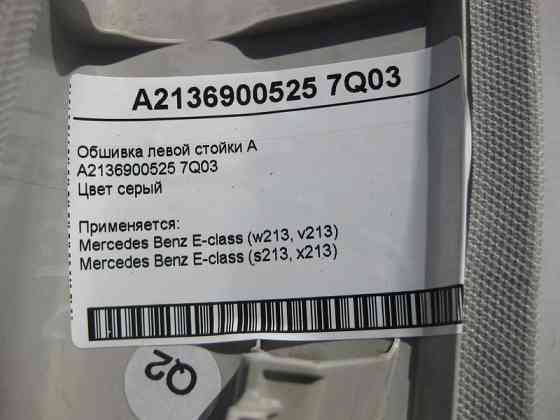 A2136900525 7Q03
Обшивка левой стойки А
A2136900525 7Q03
Цвет серый
Применяется:
Mercedes Benz E-class (w213, v213)
Mercedes Benz E-class (s213, x213)
Q2